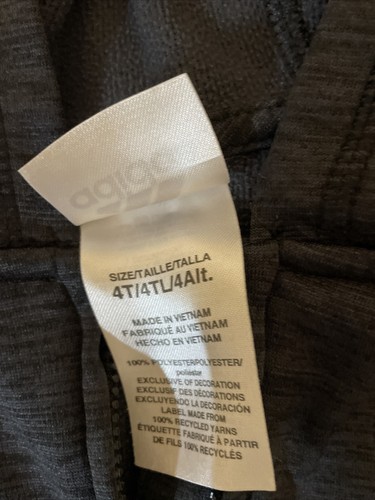 SIZE/TAILLE/TALLA
4T/4TL/4Alt.
MADE IN VIETNAM
FABRIQUÉ AU VIETNAM
HECHO EN VIETNAM
100% POLYESTERPOLYESTER/
poliéster
EXCLUSIVE OF DECORATION
EXCLUSIF DES DÉCORATIONS
EXCLUYENDO LA DECORACIÓN
LABEL MADE FROM
100% RECYCLED YARNS
ÉTIQUETTE FABRIQUÉ À PARTIR
DE FILS 100% RECYCLÉS